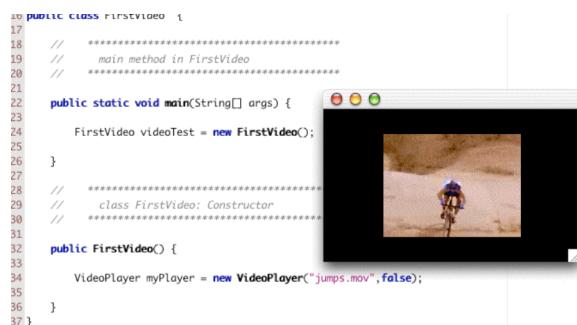 16 public class FirstVideo {
17
18 // ******************************************
19 // main method in FirstVideo
20 // ******************************************
21
22 public static void main(String[] args) {
23
24 FirstVideo videoTest = new FirstVideo();
25
26 }
27
28 // ***************************************
29 // class FirstVideo: Constructor
30 // ***************************************
31
32 public FirstVideo() {
33
34 VideoPlayer myPlayer = new VideoPlayer("jumps.mov",false);
35
36 }
37 }